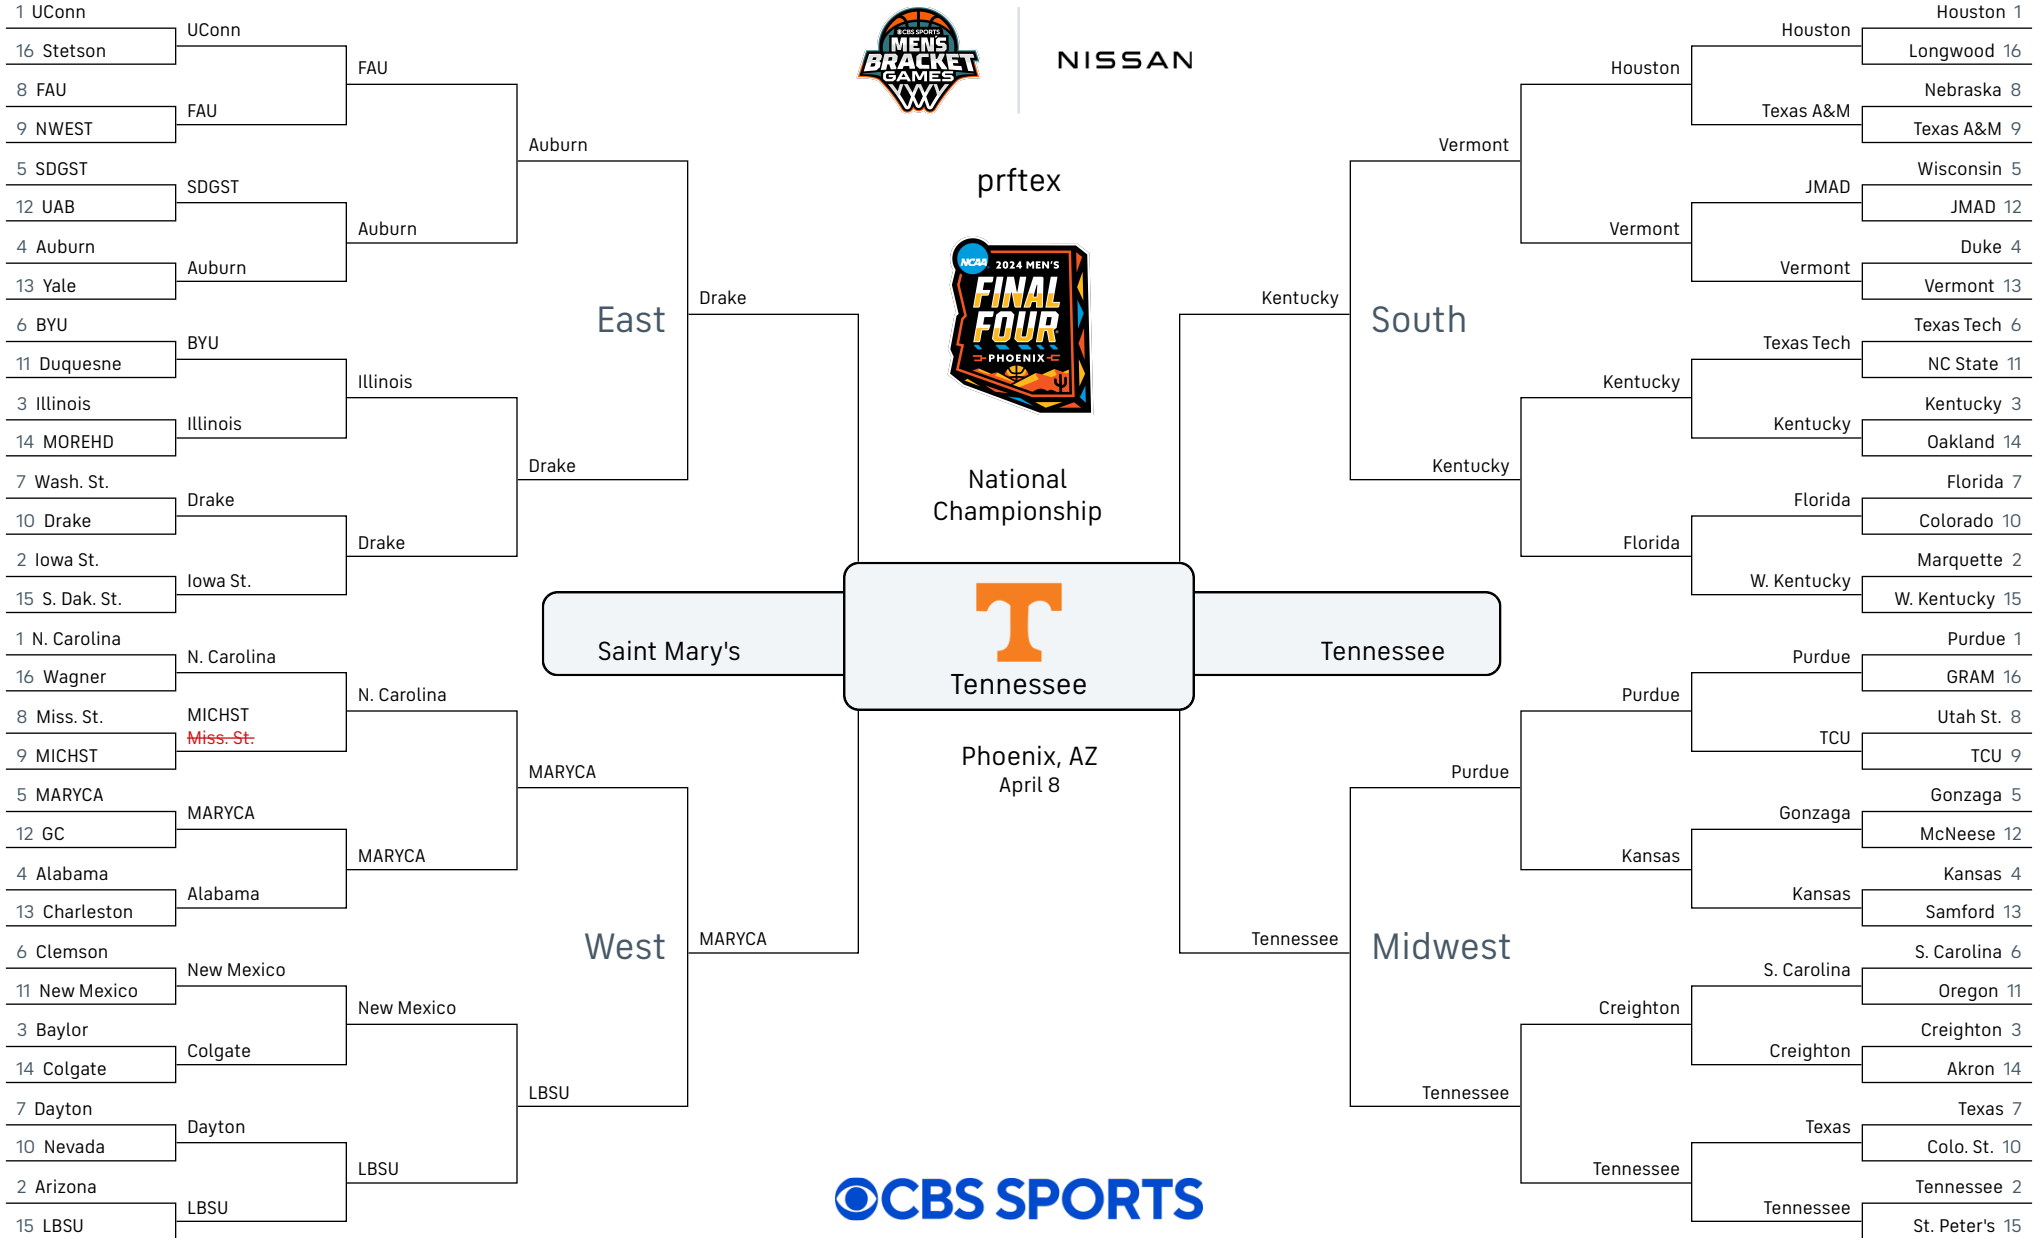 1 UConn
16 Stetson
8 FAU
9 NWEST
5 SDGST
12 UAB
4 Auburn
13 Yale
6 BYU
11 Duquesne
3 Illinois
14 MOREHD
7 Wash. St.
10 Drake
2 Iowa St.
15 S. Dak. St.
1 N. Carolina
16 Wagner
8 Miss. St.
9 MICHST
5 MARYCA
12 GC
4 Alabama
13 Charleston
6 Clemson
11 New Mexico
3 Baylor
14 Colgate
7 Dayton
10 Nevada
2 Arizona
15 LBSU
UConn
FAU
SDGST
Auburn
BYU
Illinois
Drake
Iowa St.
N. Carolina
MICHST
Miss. St.
MARYCA
Alabama
New Mexico
Colgate
Dayton
LBSU
FAU
Auburn
Illinois
Drake
N. Carolina
MARYCA
New Mexico
LBSU
Auburn
Drake
MARYCA
LBSU
East
West
Drake
MARYCA
CBS SPORTS
MEN'S
BRACKET
GAMES
NISSAN
prftex
NCAA
2024 MEN'S
FINAL
FOUR
PHOENIX
National
Championship
Saint Mary's
Tennessee
Tennessee
Phoenix, AZ
April 8
CBS SPORTS
Kentucky
Tennessee
South
Midwest
Vermont
Kentucky
Purdue
Tennessee
Houston
Vermont
Kentucky
Florida
Purdue
Kansas
Creighton
Tennessee
Houston
Texas A&M
JMAD
Vermont
Texas Tech
Kentucky
Florida
W. Kentucky
Purdue
TCU
Gonzaga
Kansas
S. Carolina
Creighton
Texas
Tennessee
Houston 1
Longwood 16
Nebraska 8
Texas A&M 9
Wisconsin 5
JMAD 12
Duke 4
Vermont 13
Texas Tech 6
NC State 11
Kentucky 3
Oakland 14
Florida 7
Colorado 10
Marquette 2
W. Kentucky 15
Purdue 1
GRAM 16
Utah St. 8
TCU 9
Gonzaga 5
McNeese 12
Kansas 4
Samford 13
S. Carolina 6
Oregon 11
Creighton 3
Akron 14
Texas 7
Colo. St. 10
Tennessee 2
St. Peter's 15